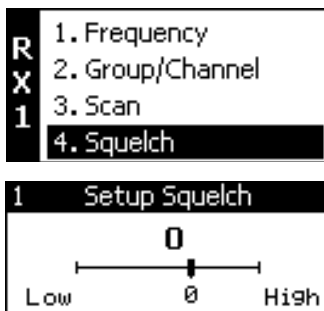 RX1
1. Frequency
2. Group/Channel
3. Scan
4. Squelch
1 Setup Squelch
0
Low 0 High